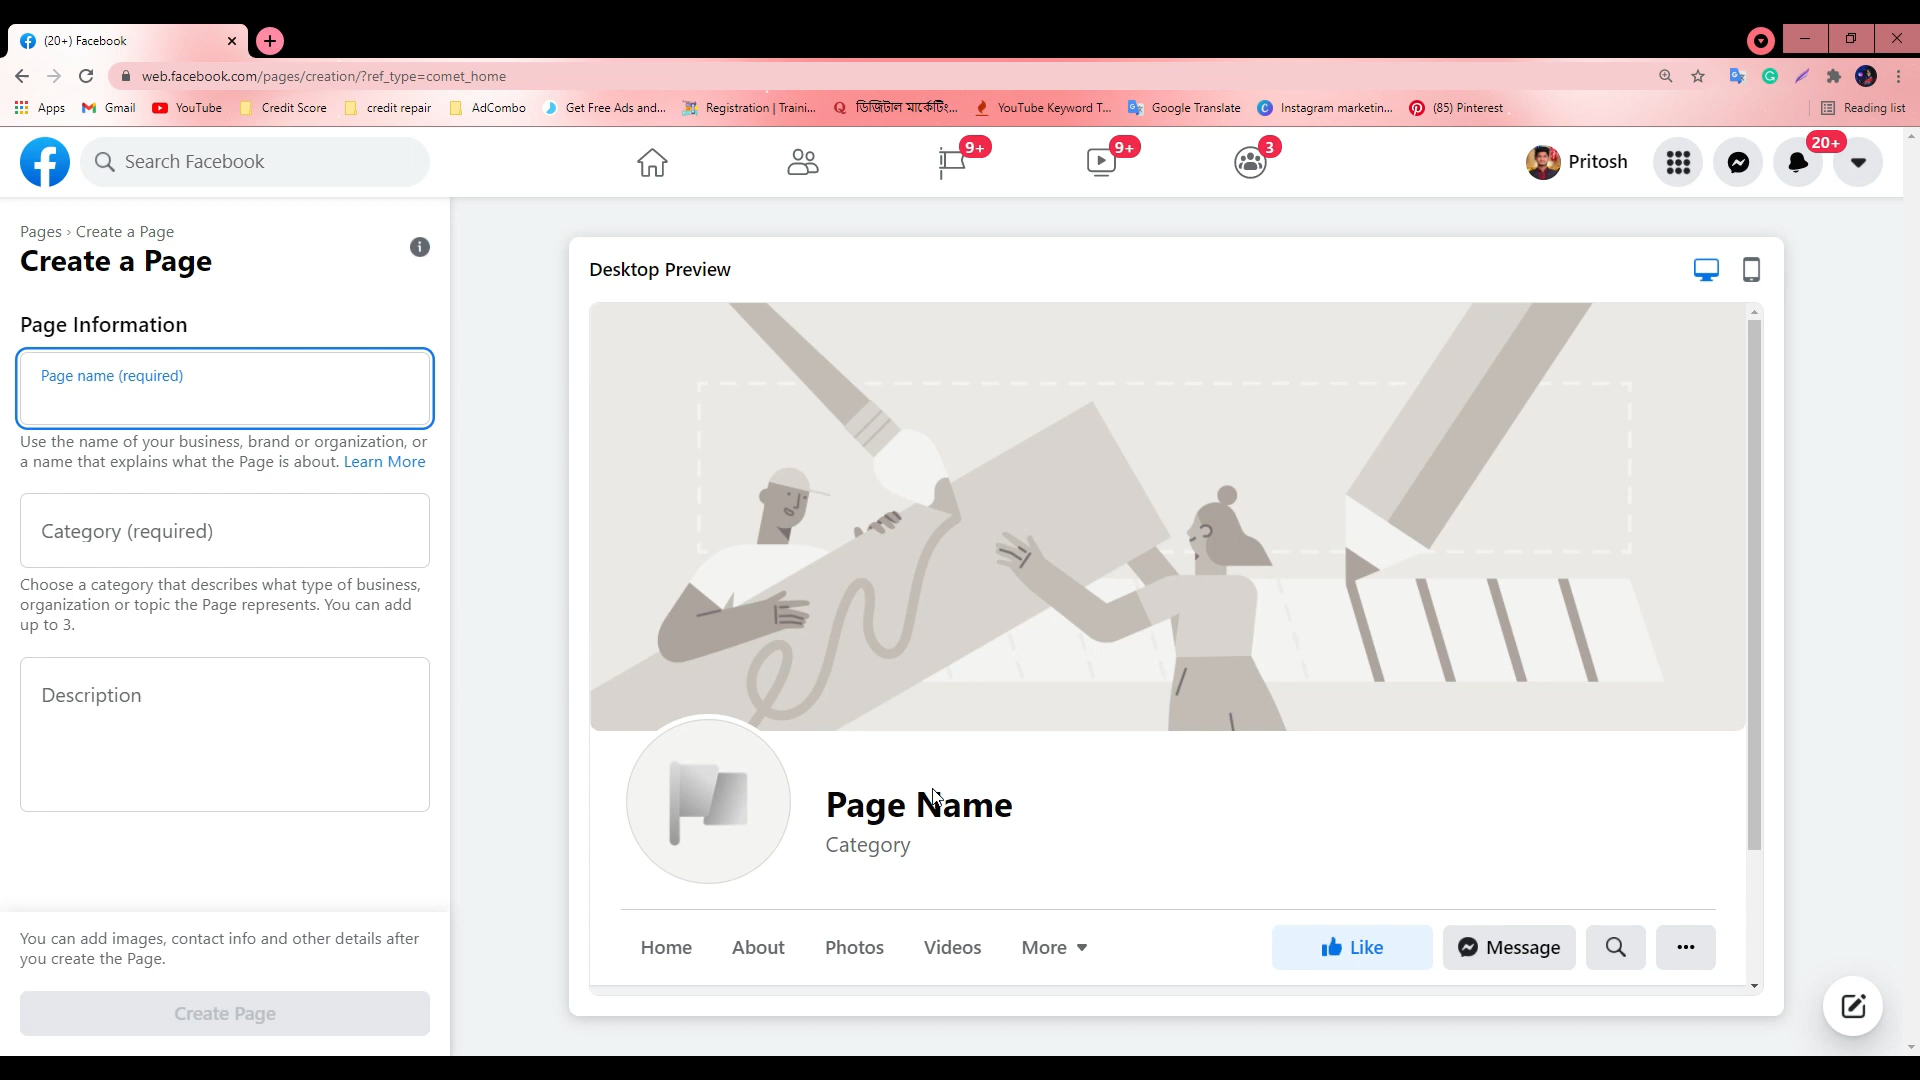 (20+) Facebook
web.facebook.com/pages/creation/?ref_type=comet_home
Apps Gmail YouTube Credit Score credit repair AdCombo Get Free Ads and... Registration | Traini... ডিজিটাল মার্কেটিং... YouTube Keyword T... Google Translate Instagram marketin... (85) Pinterest Reading list
Search Facebook 9+ 9+ 3 Pritosh 20+
Pages › Create a Page
Create a Page
Page Information
Page name (required)
Use the name of your business, brand or organization, or
a name that explains what the Page is about. Learn More
Category (required)
Choose a category that describes what type of business,
organization or topic the Page represents. You can add
up to 3.
Description
You can add images, contact info and other details after
you create the Page.
Create Page
Desktop Preview
Page Name
Category
Home About Photos Videos More Like Message